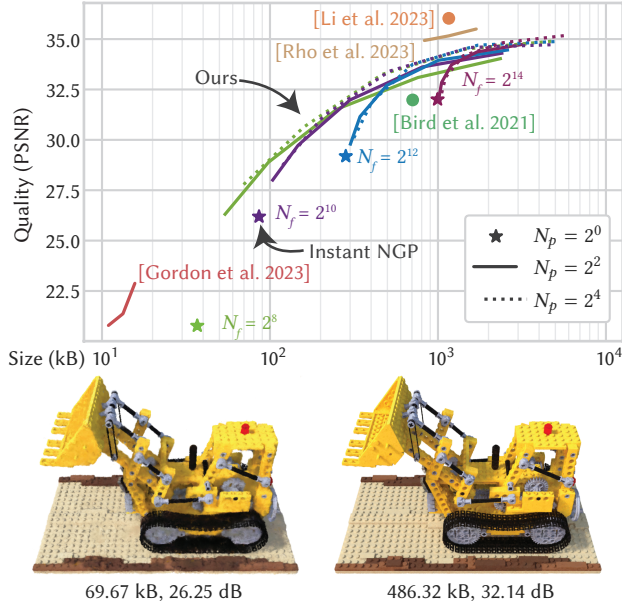 [Li et al. 2023]
35.0
[Rho et al. 2023]
Ours
N_f = 2^14
32.5
[Bird et al. 2021]
30.0
N_f = 2^12
Quality (PSNR)
27.5
N_f = 2^10
N_p = 2^0
25.0
Instant NGP
N_p = 2^2
[Gordon et al. 2023]
N_p = 2^4
22.5
N_f = 2^8
Size (kB) 10^1 10^2 10^3 10^4
69.67 kB, 26.25 dB 486.32 kB, 32.14 dB